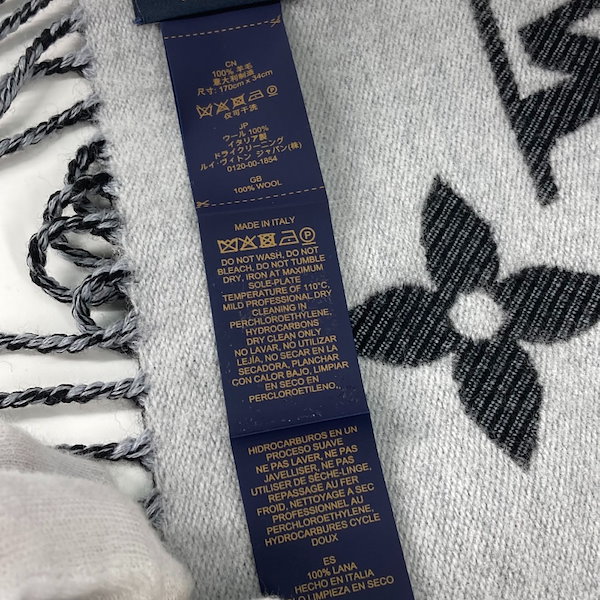 CN
100% 羊毛
意大利制造
尺寸: 170cm x 34cm
仅可干洗
JP
ウール 100%
イタリア製
ドライクリーニング
ルイ・ヴィトン ジャパン(株)
0120-00-1854
GB
100% WOOL
MADE IN ITALY
DO NOT WASH, DO NOT
BLEACH, DO NOT TUMBLE
DRY, IRON AT MAXIMUM
SOLE-PLATE
TEMPERATURE OF 110°C,
MILD PROFESSIONAL DRY
CLEANING IN
PERCHLOROETHYLENE,
HYDROCARBONS
DRY CLEAN ONLY
NO LAVAR, NO UTILIZAR
LEJÍA, NO SECAR EN LA
SECADORA, PLANCHAR
CON CALOR BAJO, LIMPIAR
EN SECO EN
PERCLOROETILENO,
HIDROCARBUROS EN UN
PROCESO SUAVE
NE PAS LAVER, NE PAS
JAVELLISER, NE PAS
UTILISER DE SÈCHE-LINGE,
REPASSAGE AU FER
FROID, NETTOYAGE A SEC
PROFESSIONNEL AU
PERCHLOROETHYLENE,
HYDROCARBURES CYCLE
DOUX
ES
100% LANA
HECHO EN ITALIA
LIMPIEZA EN SECO